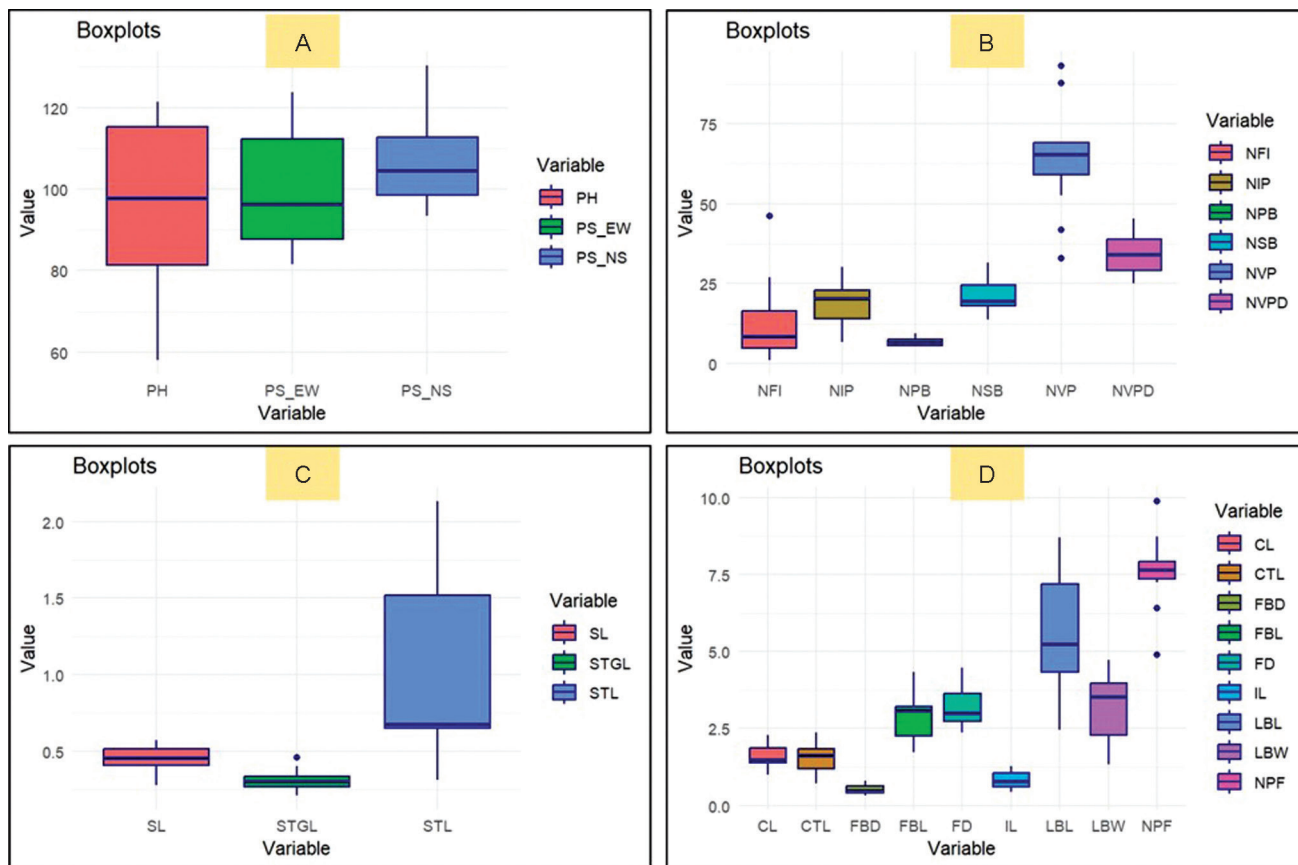 Boxplots
A
120
100
80
60
Value
PH
PS_EW
PS_NS
Variable
Variable
PH
PS_EW
PS_NS
Boxplots
B
75
50
25
0
Value
NFI
NIP
NPB
NSB
NVP
NVPD
Variable
Variable
NFI
NIP
NPB
NSB
NVP
NVPD
Boxplots
C
2.0
1.5
1.0
0.5
Value
SL
STGL
STL
Variable
Variable
SL
STGL
STL
Boxplots
D
10.0
7.5
5.0
2.5
0.0
Value
CL
CTL
FBD
FBL
FD
IL
LBL
LBW
NPF
Variable
Variable
CL
CTL
FBD
FBL
FD
IL
LBL
LBW
NPF